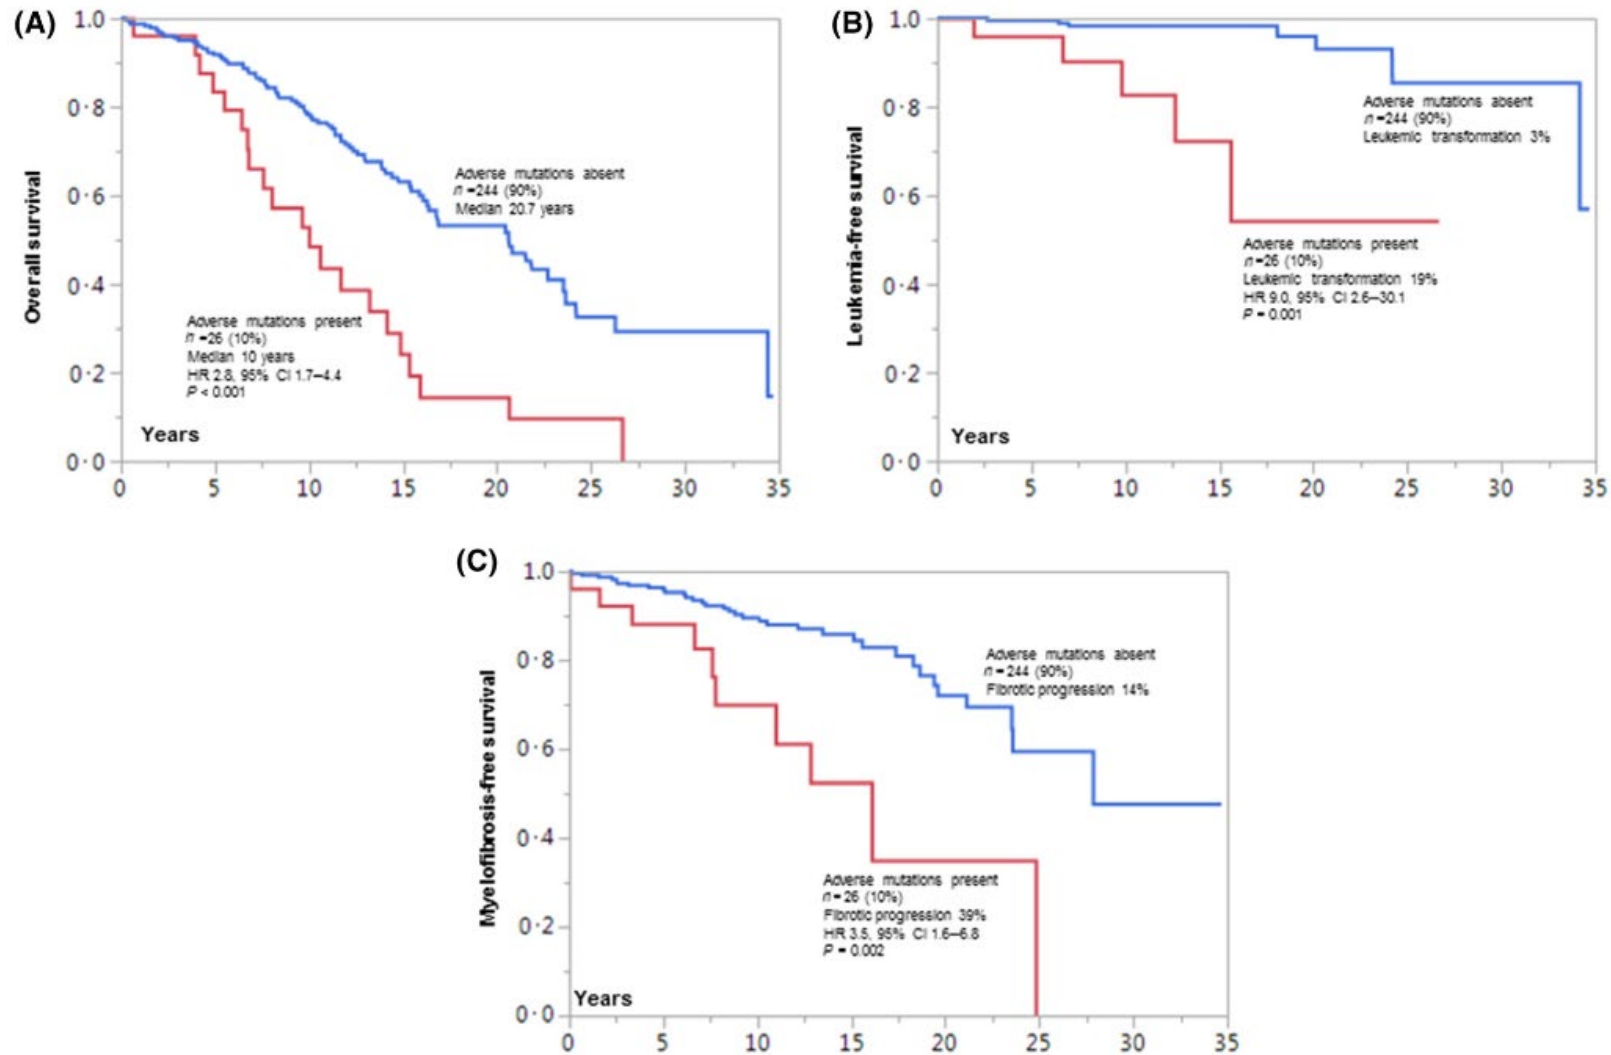 (A)
1.0
0·8
0·6
0·4
0·2
0·0
Overall survival
Adverse mutations absent
n =244 (90%)
Median 20.7 years
Adverse mutations present
n =26 (10%)
Median 10 years
HR 2.8, 95% CI 1.7–4.4
P < 0.001
Years
0 5 10 15 20 25 30 35
(B)
1.0
0·8
0·6
0·4
0·2
0·0
Leukemia-free survival
Adverse mutations absent
n=244 (90%)
Leukemic transformation 3%
Adverse mutations present
n=26 (10%)
Leukemic transformation 19%
HR 9.0, 95% CI 2.6–30.1
P = 0.001
Years
0 5 10 15 20 25 30 35
(C)
1.0
0·8
0·6
0·4
0·2
0·0
Myelofibrosis-free survival
Adverse mutations absent
n=244 (90%)
Fibrotic progression 14%
Adverse mutations present
n=26 (10%)
Fibrotic progression 39%
HR 3.5, 95% CI 1.6–6.8
P = 0.002
Years
0 5 10 15 20 25 30 35